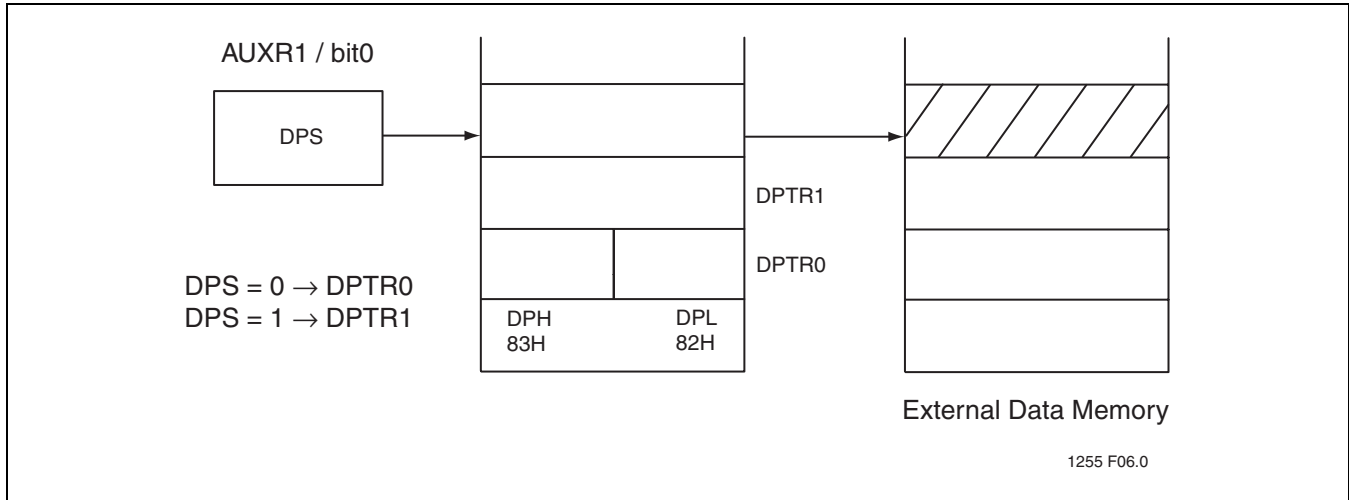 AUXR1 / bit0
DPS
DPTR1
DPTR0
DPS = 0 → DPTR0
DPS = 1 → DPTR1
DPH DPL
83H 82H
External Data Memory
1255 F06.0